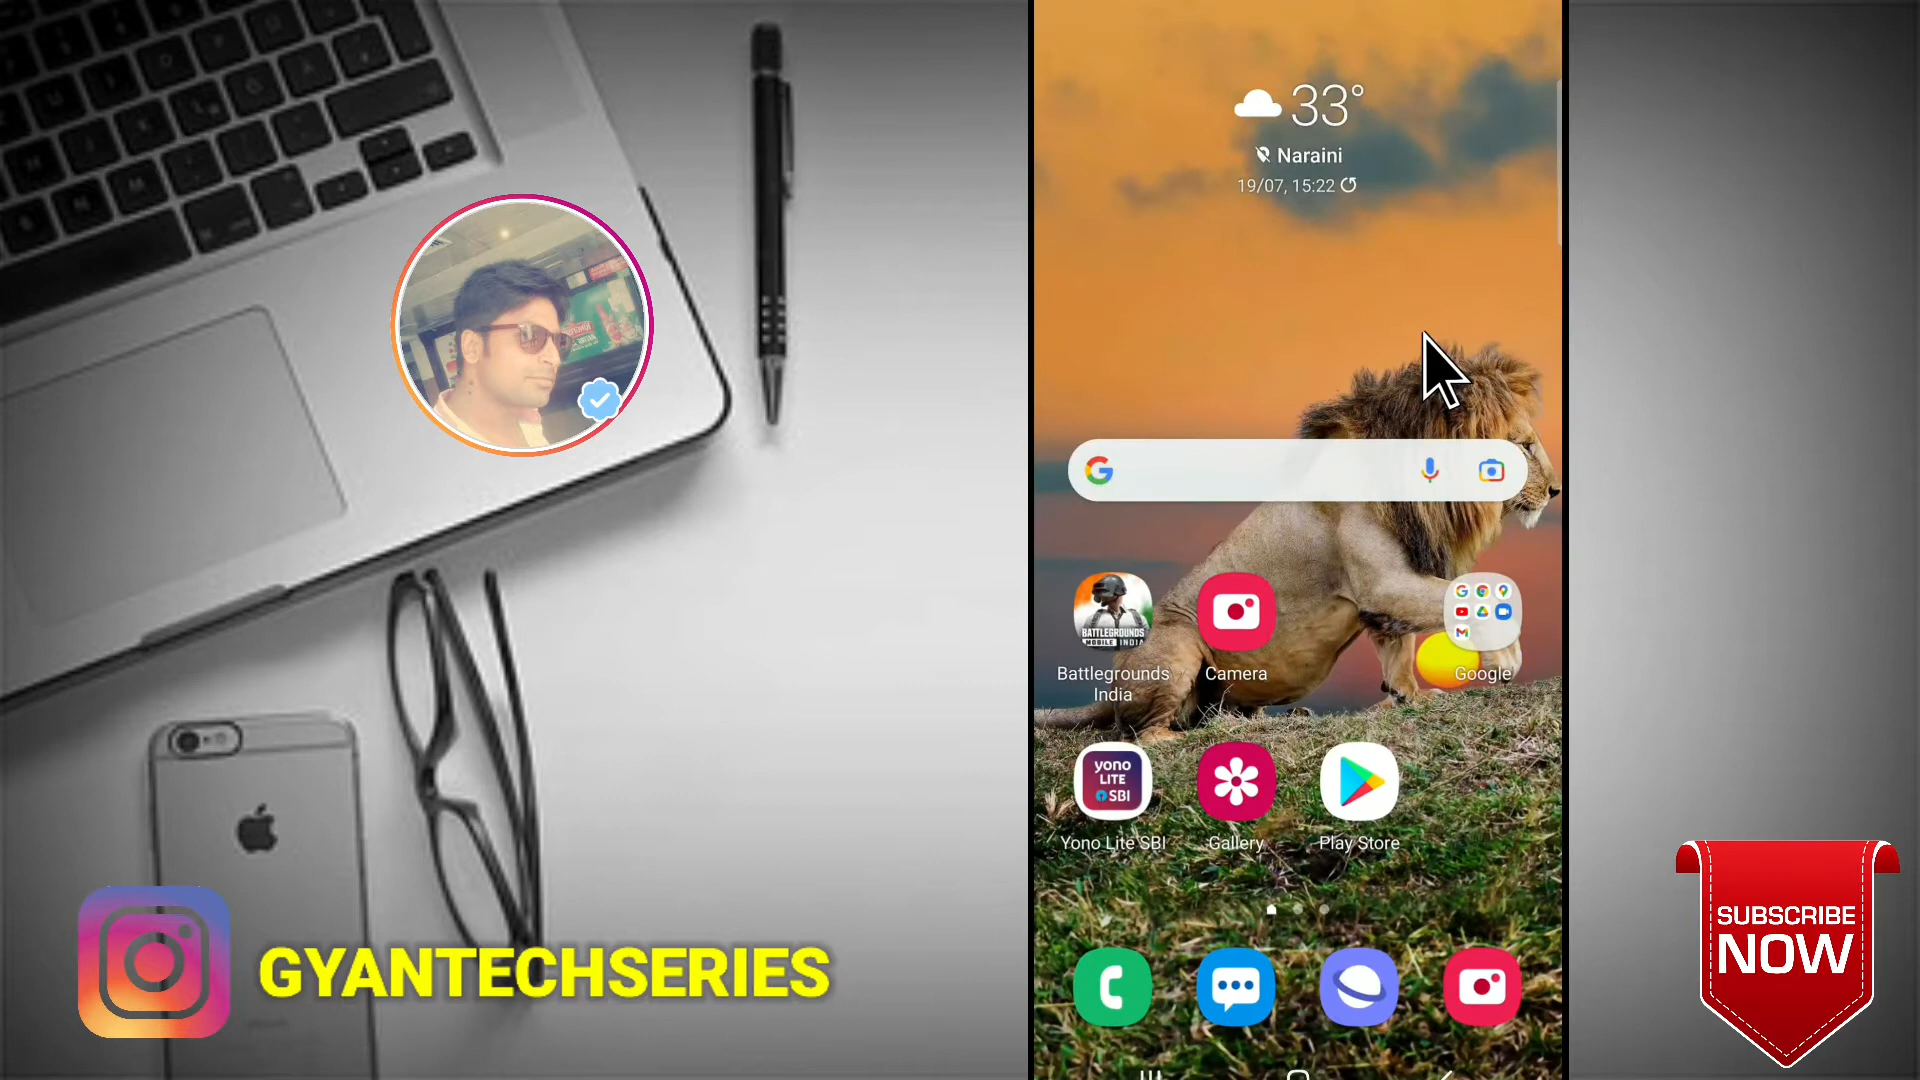 33°
Naraini
19/07, 15:22
BATTLEGROUNDS
MOBILE INDIA
Battlegrounds
India
Camera
Google
yono
LITE
SBI
Yono Lite SBI
Gallery
Play Store
GYANTECHSERIES
SUBSCRIBE
NOW